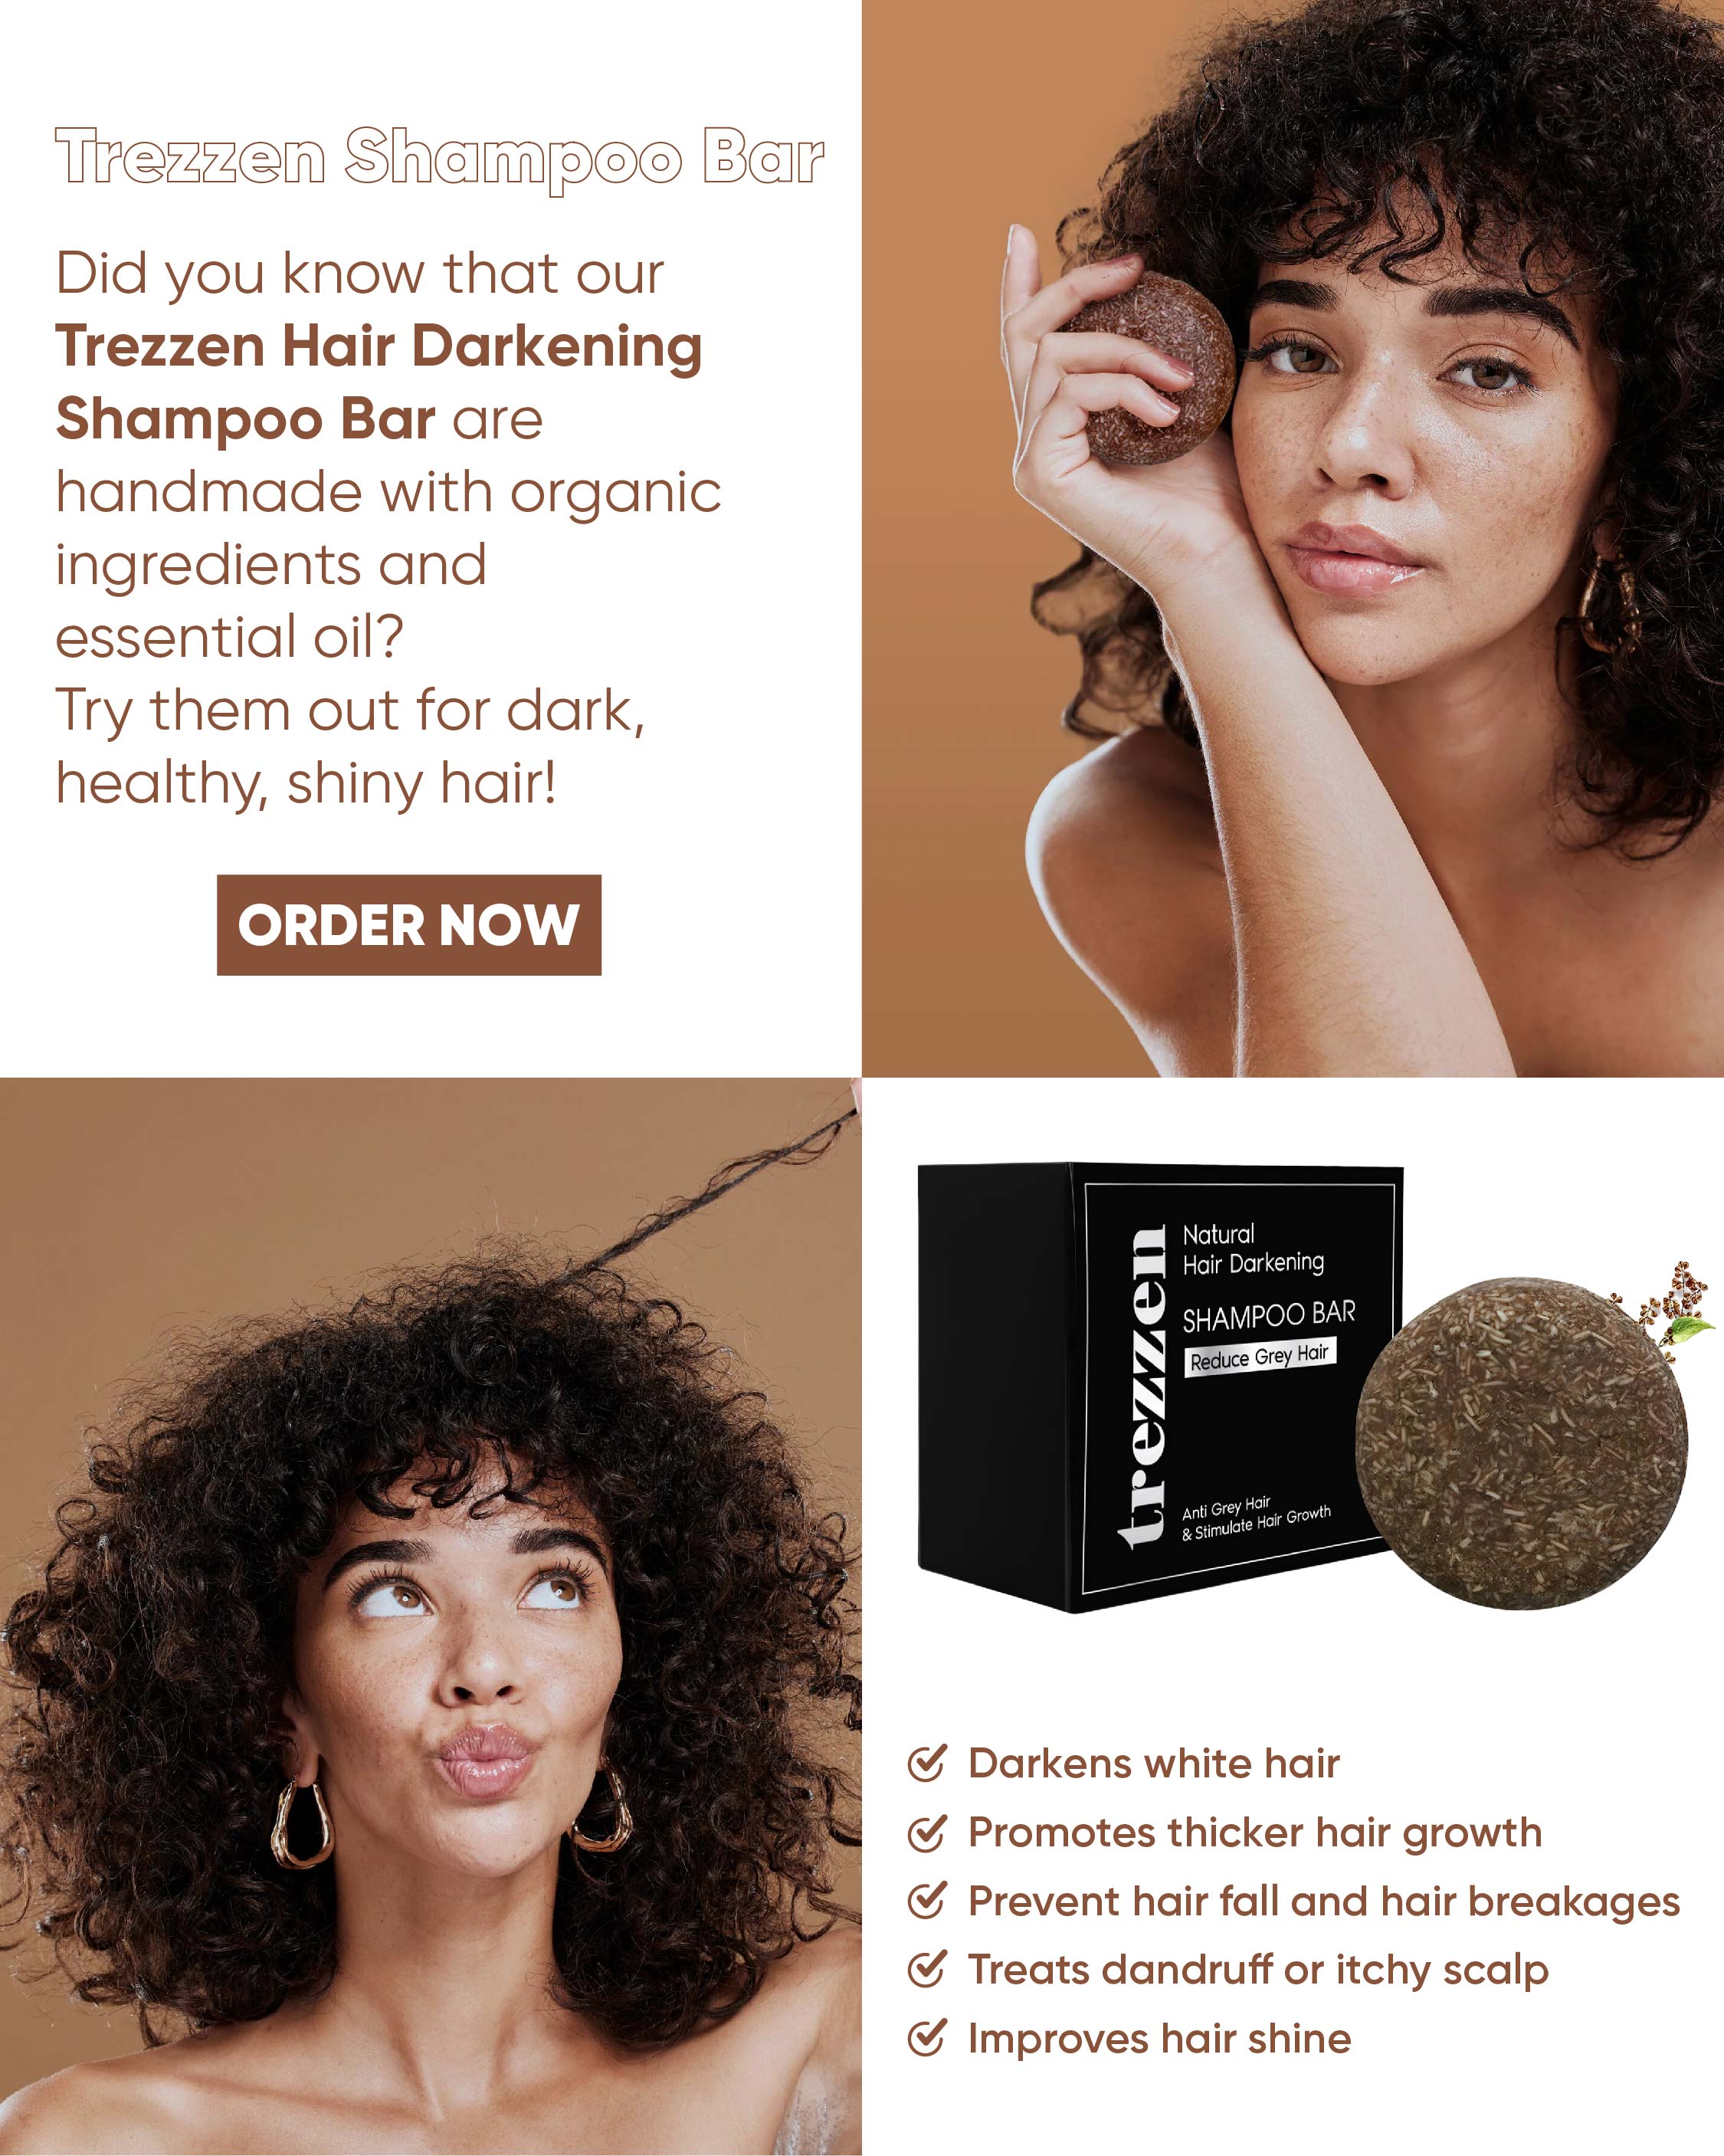 Trezzen Shampoo Bar
Did you know that our
Trezzen Hair Darkening
Shampoo Bar are
handmade with organic
ingredients and
essential oil?
Try them out for dark,
healthy, shiny hair!
ORDER NOW
trezzen
Natural
Hair Darkening
SHAMPOO BAR
Reduce Grey Hair
Anti Grey Hair
& Stimulate Hair Growth
Darkens white hair
Promotes thicker hair growth
Prevent hair fall and hair breakages
Treats dandruff or itchy scalp
Improves hair shine